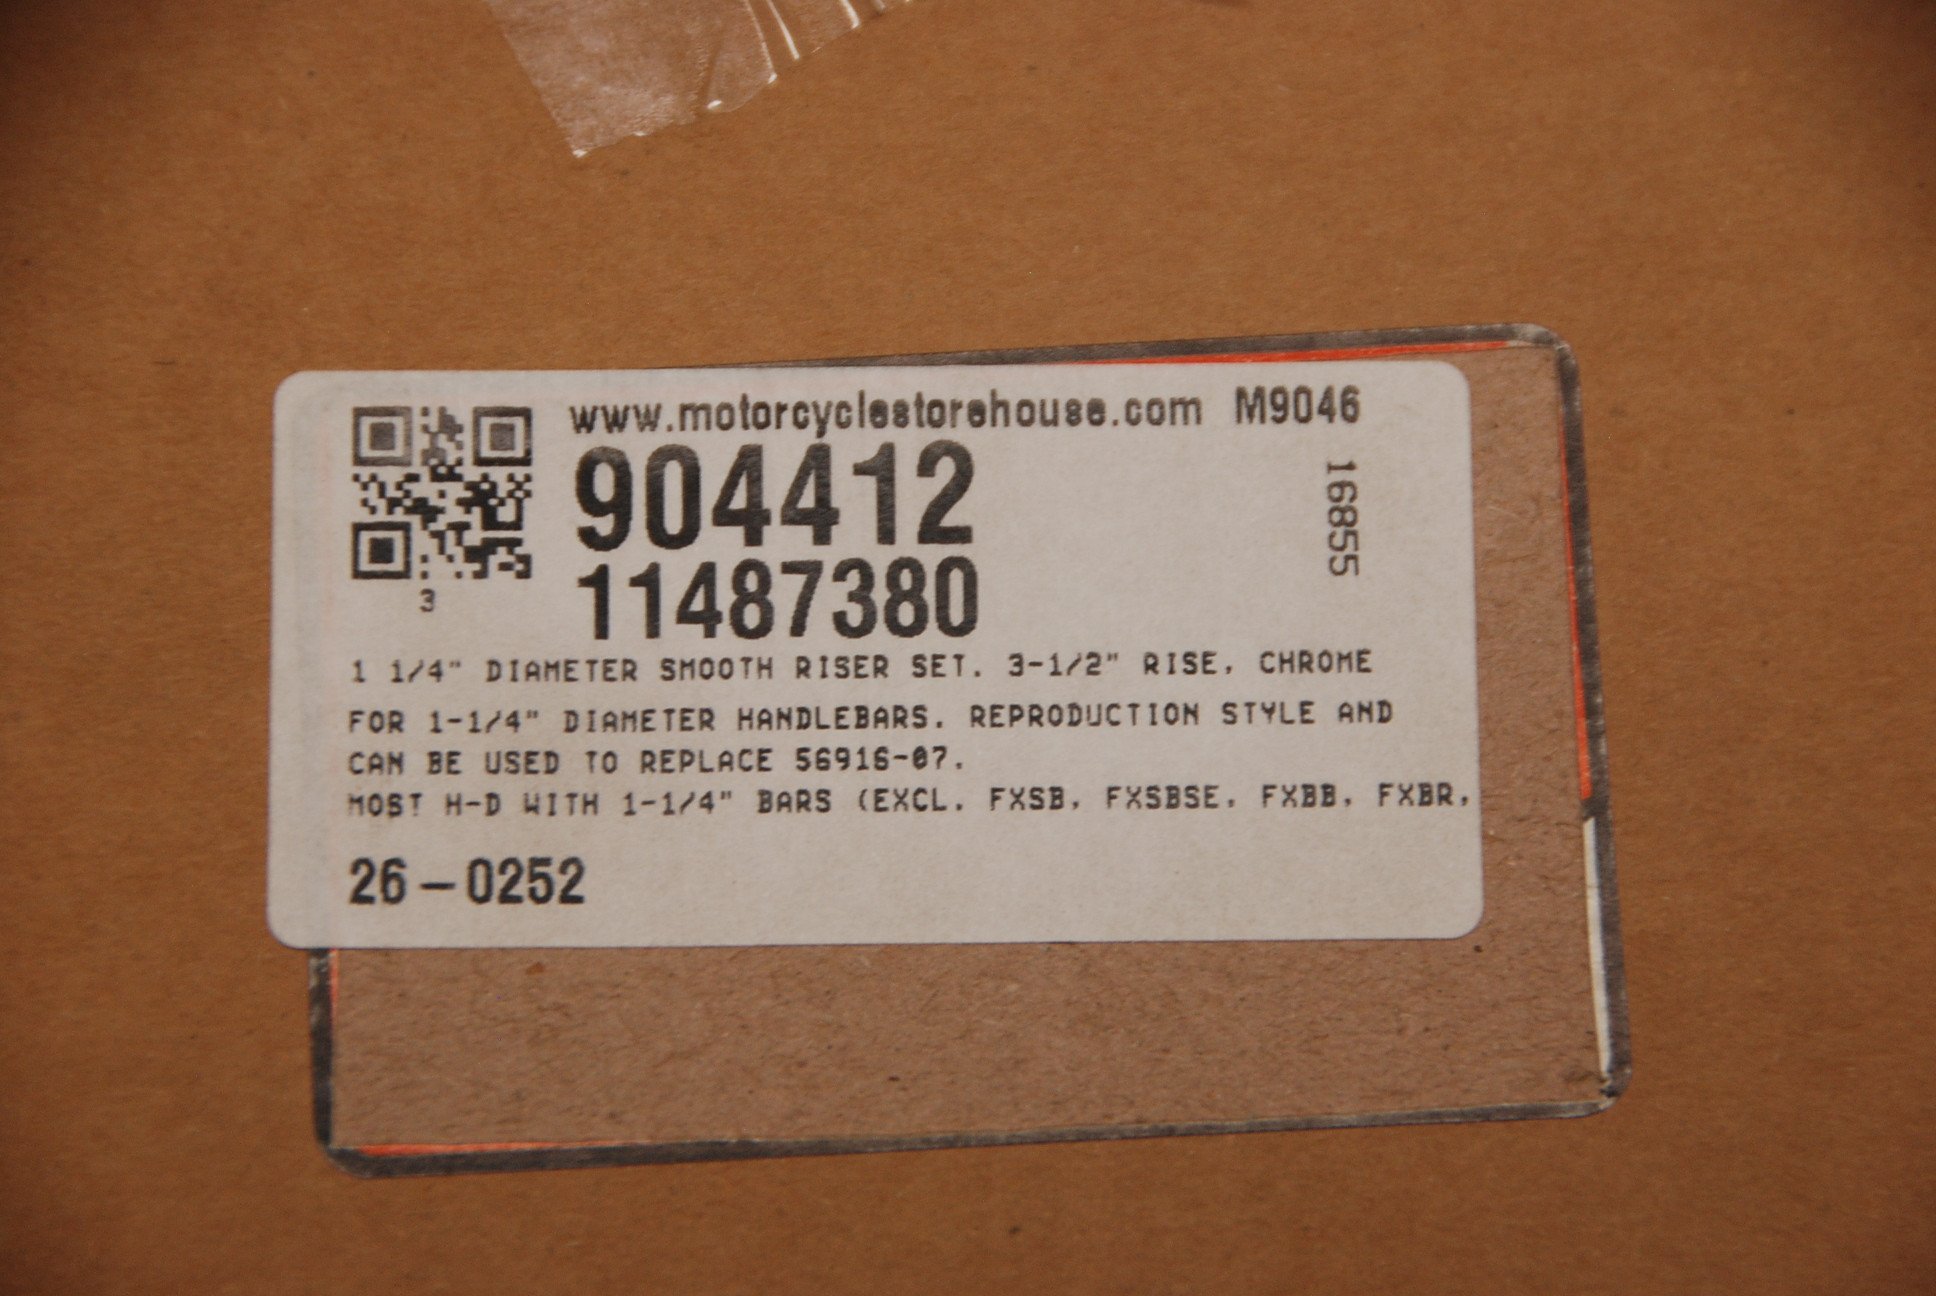 www.motorcyclestorehouse.com M9046
904412
16855
11487380
3
1 1/4" DIAMETER SMOOTH RISER SET. 3-1/2" RISE, CHROME
FOR 1-1/4" DIAMETER HANDLEBARS. REPRODUCTION STYLE AND
CAN BE USED TO REPLACE 56916-07.
MOST H-D WITH 1-1/4" BARS (EXCL. FXSB, FXSBSE, FXBB, FXBR,
26-0252